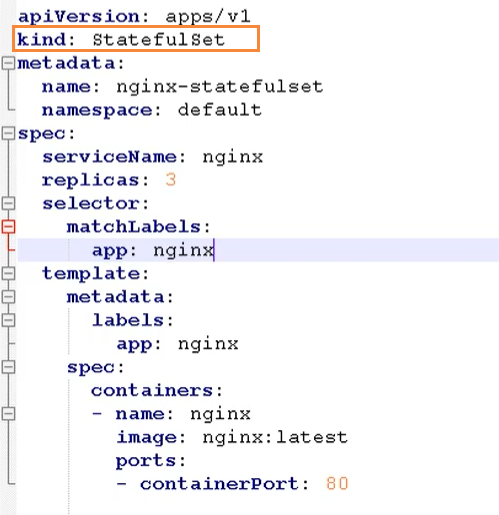 apiVersion: apps/v1
kind: StatefulSet
metadata:
  name: nginx-statefulset
  namespace: default
spec:
  serviceName: nginx
  replicas: 3
  selector:
    matchLabels:
      app: nginx
  template:
    metadata:
      labels:
        app: nginx
    spec:
      containers:
      - name: nginx
        image: nginx:latest
        ports:
        - containerPort: 80